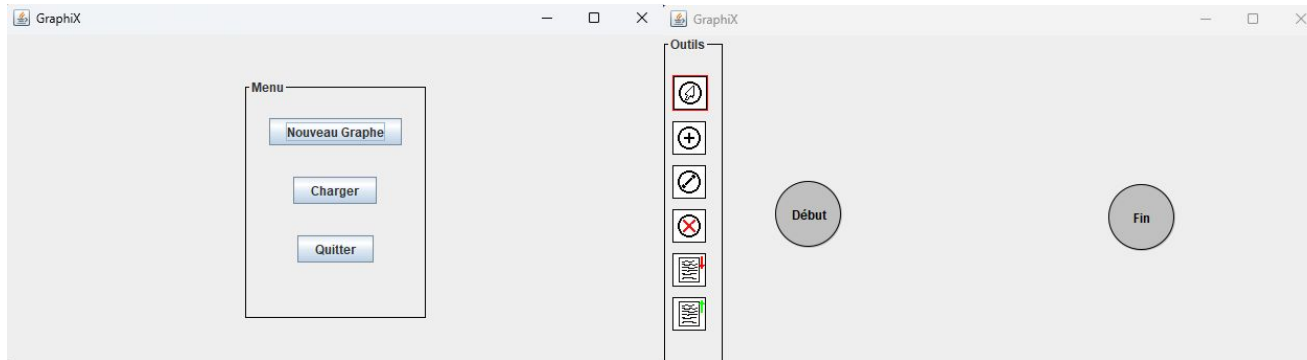 GraphiX
Menu
Nouveau Graphe
Charger
Quitter
GraphiX
Outils
Début
Fin